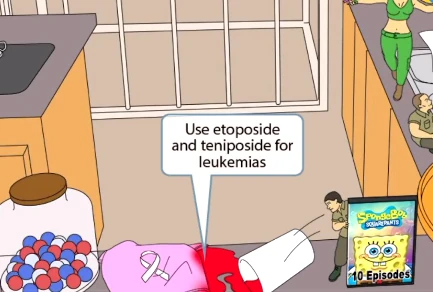 Use etoposide
and teniposide for
leukemias
SpongeBob
SQUAREPANTS
10 Episodes